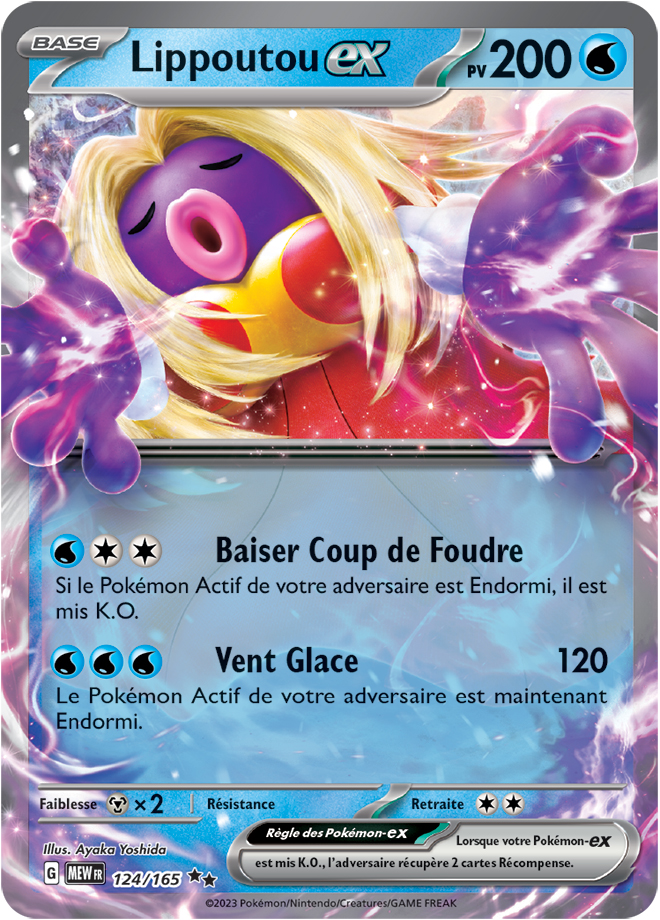 BASE
Lippoutou ex PV 200
Baiser Coup de Foudre
Si le Pokémon Actif de votre adversaire est Endormi, il est
mis K.O.
Vent Glace 120
Le Pokémon Actif de votre adversaire est maintenant
Endormi.
Faiblesse ×2 Résistance Retraite
Illus. Ayaka Yoshida
Règle des Pokémon-ex Lorsque votre Pokémon-ex
est mis K.O., l'adversaire récupère 2 cartes Récompense.
G MEW FR 124/165
©2023 Pokémon/Nintendo/Creatures/GAME FREAK